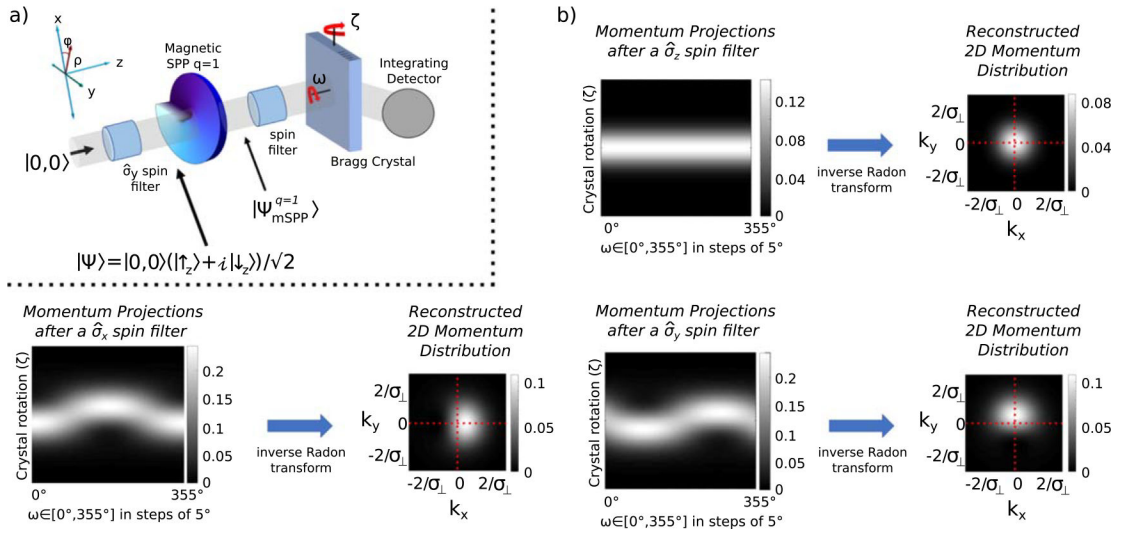 a)
x
φ
ρ
z
y
Magnetic
SPP q=1
ζ
ω
Integrating
Detector
|0,0⟩
σ̂y spin
filter
spin
filter
Bragg Crystal
|Ψ^{q=1}_{mSPP}⟩
|Ψ⟩=|0,0⟩(|↑z⟩+𝒾|↓z⟩)/√2
b)
Momentum Projections
after a σ̂z spin filter
Crystal rotation (ζ)
0.12
0.08
0.04
0
0° 355°
ω∈[0°,355°] in steps of 5°
inverse Radon
transform
Reconstructed
2D Momentum
Distribution
2/σ⊥
ky 0
-2/σ⊥
-2/σ⊥ 0 2/σ⊥
kx
0.08
0.04
0
Momentum Projections
after a σ̂x spin filter
Crystal rotation (ζ)
0.2
0.15
0.1
0.05
0
0° 355°
ω∈[0°,355°] in steps of 5°
inverse Radon
transform
Reconstructed
2D Momentum
Distribution
2/σ⊥
ky 0
-2/σ⊥
-2/σ⊥ 0 2/σ⊥
kx
0.1
0.05
0
Momentum Projections
after a σ̂y spin filter
Crystal rotation (ζ)
0.2
0.15
0.1
0.05
0
0° 355°
ω∈[0°,355°] in steps of 5°
inverse Radon
transform
Reconstructed
2D Momentum
Distribution
2/σ⊥
ky 0
-2/σ⊥
-2/σ⊥ 0 2/σ⊥
kx
0.1
0.05
0